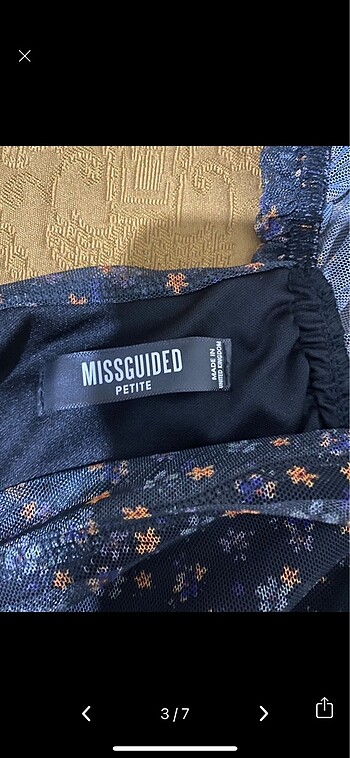 MISSGUIDED
PETITE
MADE IN
UNITED KINGDOM
3/7